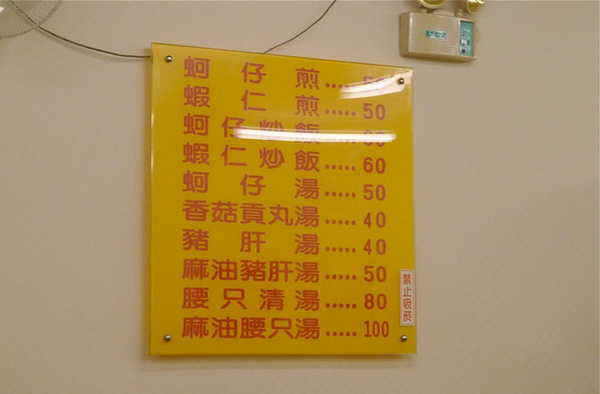 蚵仔煎.....50
蝦仁煎.....50
蚵仔炒飯.....60
蝦仁炒飯.....60
蚵仔湯.....50
香菇貢丸湯.....40
豬肝湯.....40
麻油豬肝湯.....50
腰只清湯.....80
麻油腰只湯.....100
禁止吸菸